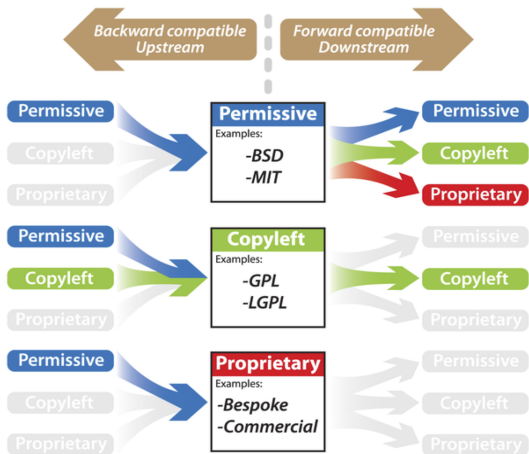 Backward compatible
Upstream
Forward compatible
Downstream
Permissive
Copyleft
Proprietary
Permissive
Examples:
-BSD
-MIT
Permissive
Copyleft
Proprietary
Permissive
Copyleft
Proprietary
Copyleft
Examples:
-GPL
-LGPL
Permissive
Copyleft
Proprietary
Permissive
Copyleft
Proprietary
Proprietary
Examples:
-Bespoke
-Commercial
Permissive
Copyleft
Proprietary